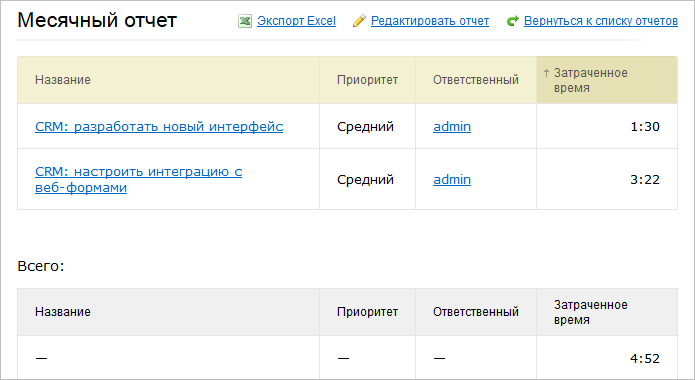 Месячный отчет
Экспорт Excel Редактировать отчет Вернуться к списку отчетов
Название Приоритет Ответственный ↑ Затраченное
время
CRM: разработать новый интерфейс Средний admin 1:30
CRM: настроить интеграцию с
веб-формами Средний admin 3:22
Всего:
Название Приоритет Ответственный Затраченное
время
— — — 4:52